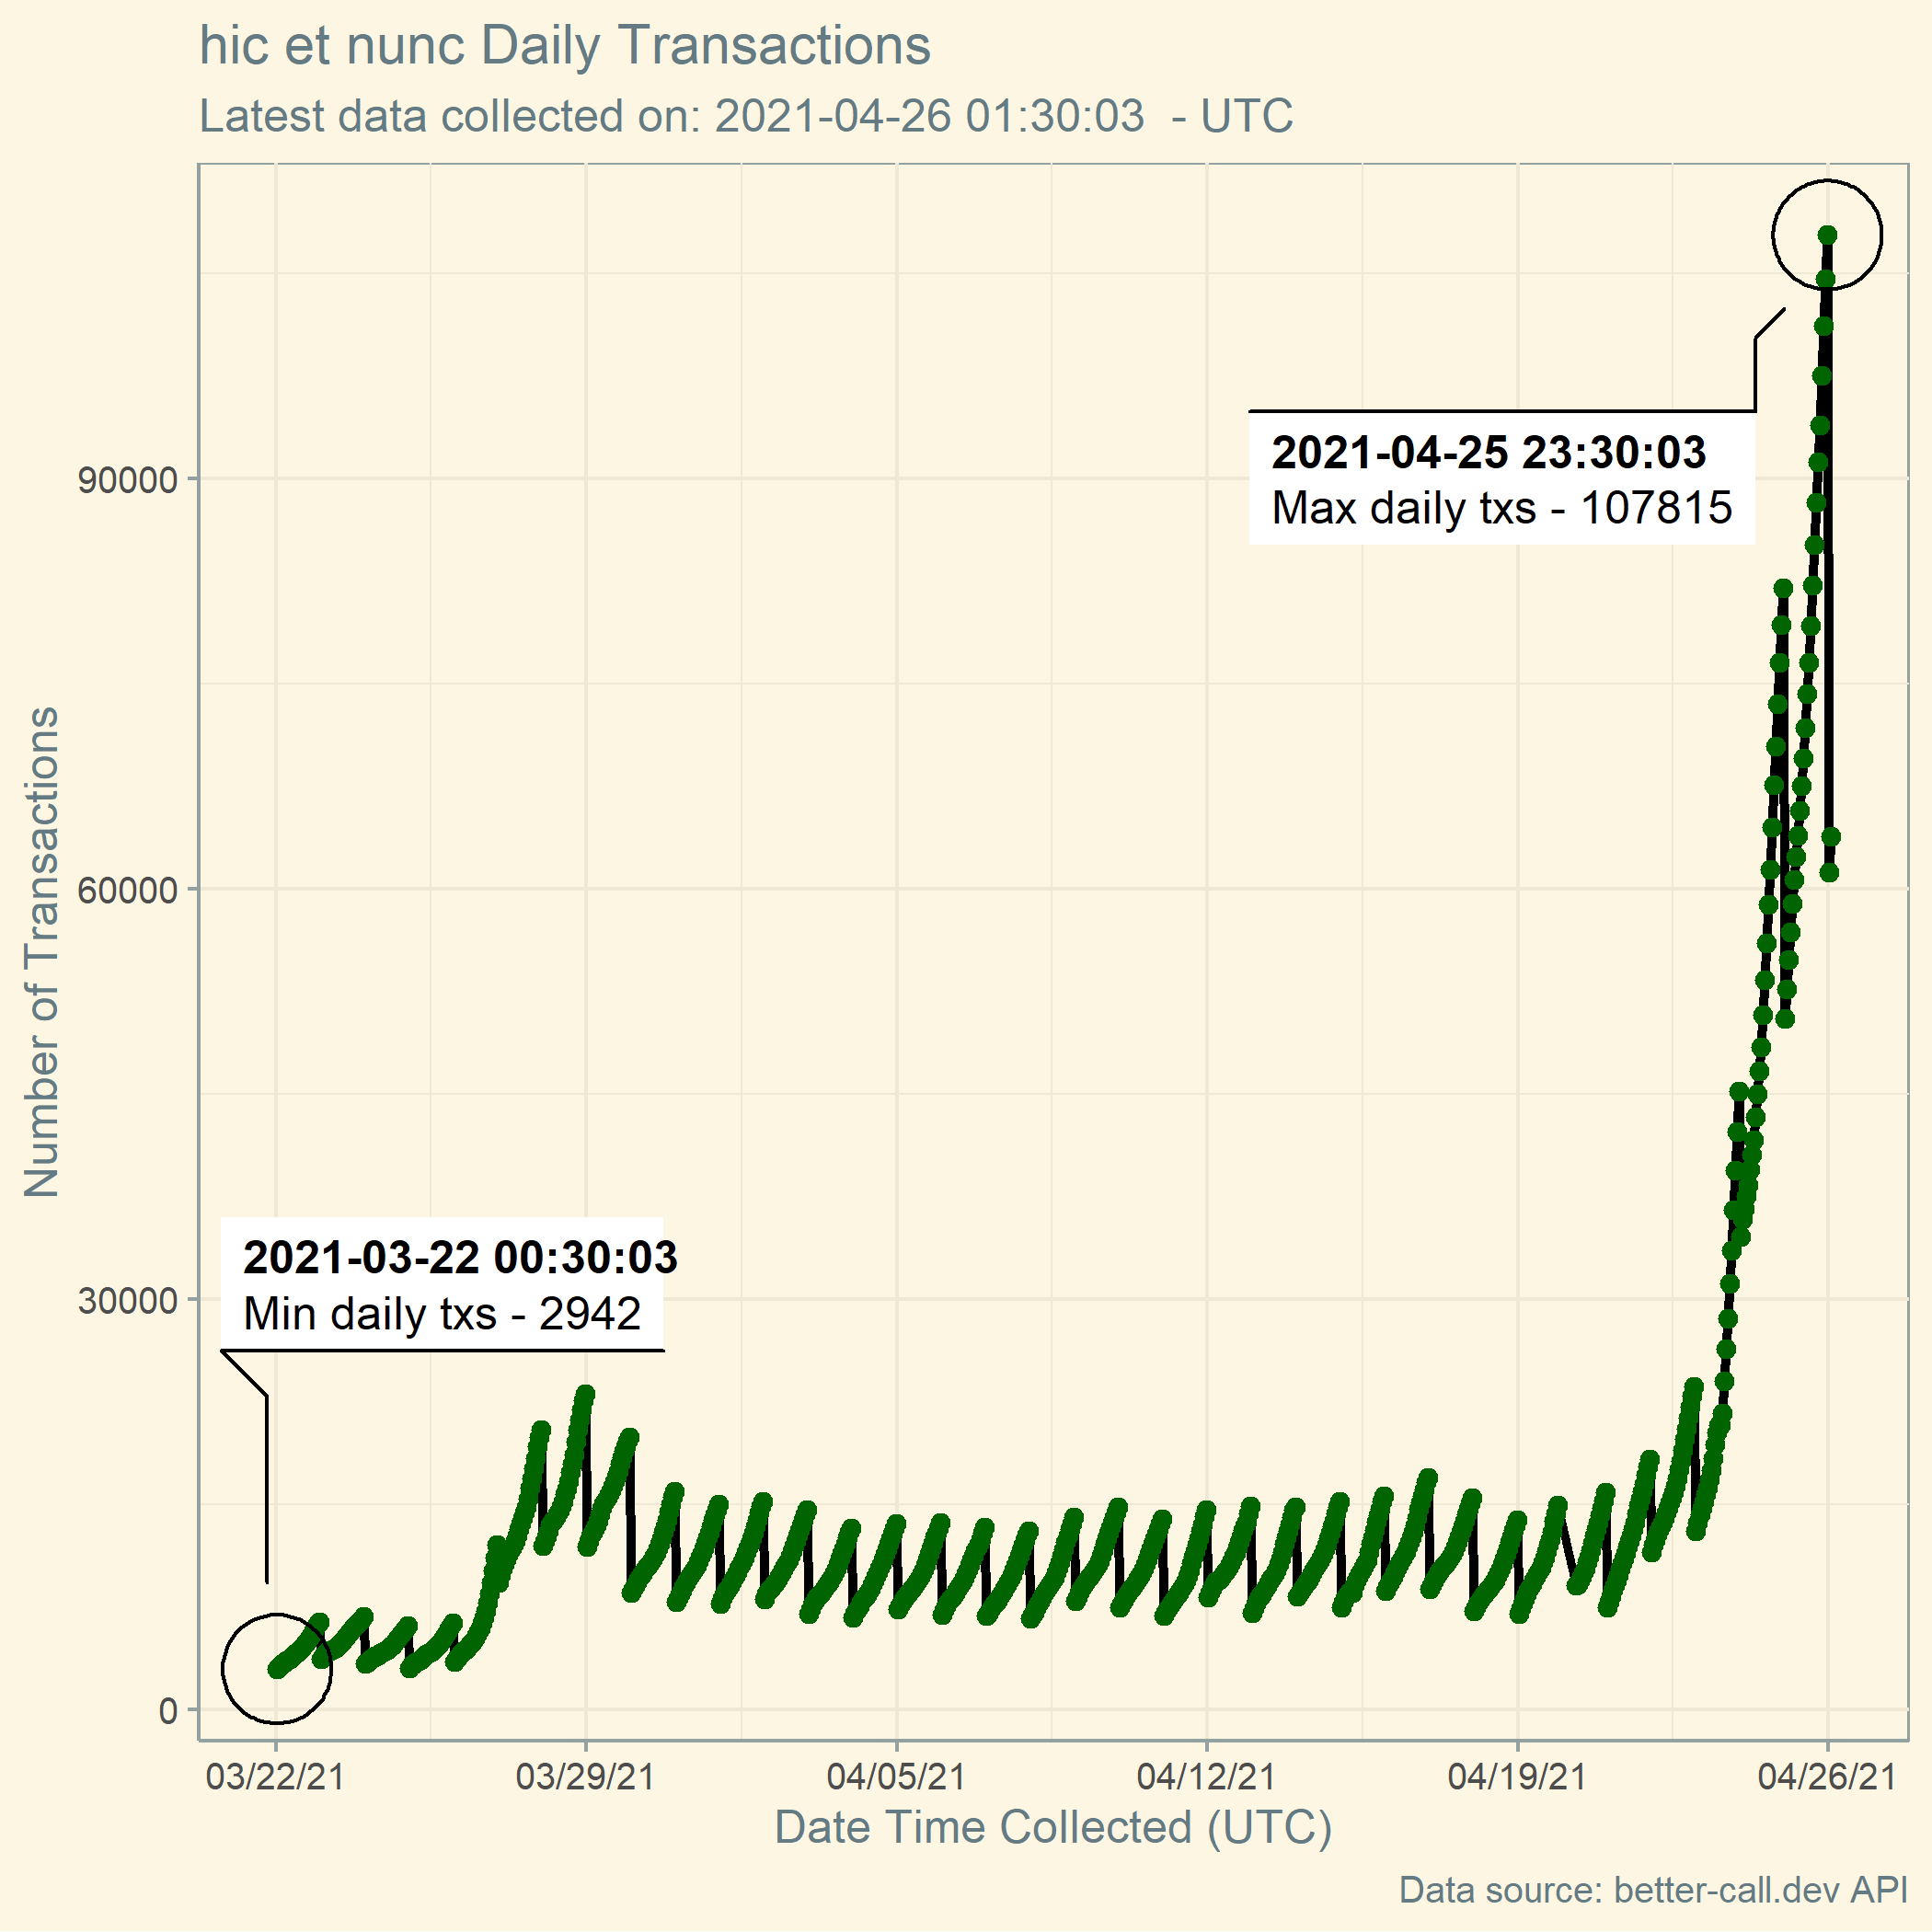 hic et nunc Daily Transactions
Latest data collected on: 2021-04-26 01:30:03  - UTC
Number of Transactions
90000
60000
30000
0
2021-04-25 23:30:03
Max daily txs - 107815
2021-03-22 00:30:03
Min daily txs - 2942
03/22/21 03/29/21 04/05/21 04/12/21 04/19/21 04/26/21
Date Time Collected (UTC)
Data source: better-call.dev API